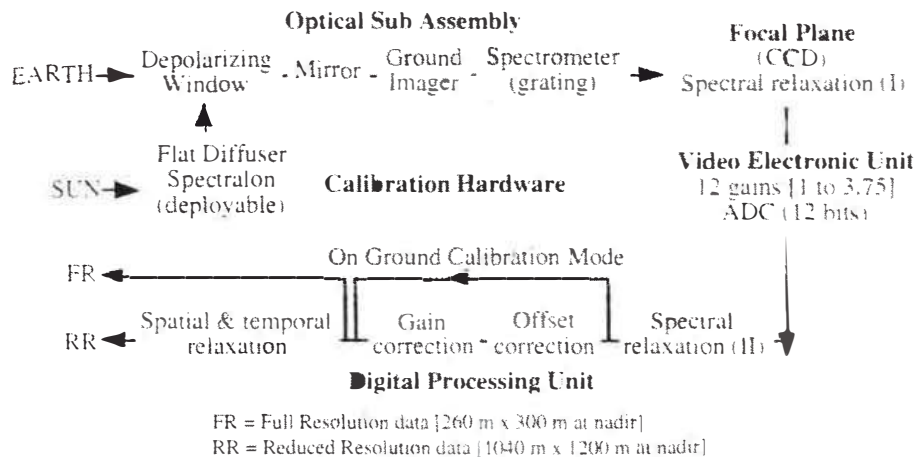 Optical Sub Assembly
EARTH
Depolarizing
Window
Mirror
Ground
Imager
Spectrometer
(grating)
Focal Plane
(CCD)
Spectral relaxation (I)
SUN
Flat Diffuser
Spectralon
(deployable)
Calibration Hardware
Video Electronic Unit
12 gains [1 to 3.75]
ADC (12 bits)
On Ground Calibration Mode
FR
RR
Spatial & temporal
relaxation
Gain
correction
Offset
correction
Spectral
relaxation (II)
Digital Processing Unit
FR = Full Resolution data [260 m x 300 m at nadir]
RR = Reduced Resolution data [1040 m x 1200 m at nadir]